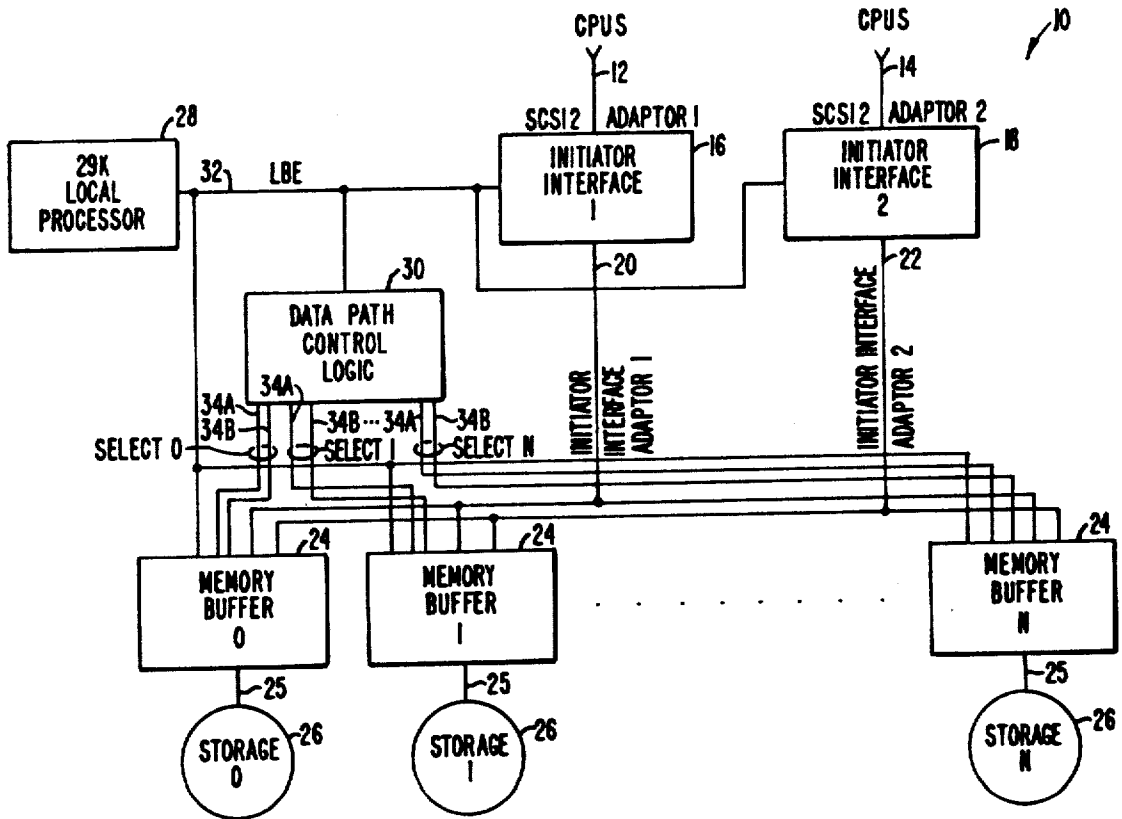 CPUS
CPUS
10
12
14
28
SCSI2 ADAPTOR 1
SCSI2 ADAPTOR 2
16
18
29K
LOCAL
PROCESSOR
32
LBE
INITIATOR
INTERFACE
1
INITIATOR
INTERFACE
2
20
22
30
DATA PATH
CONTROL
LOGIC
INITIATOR
INTERFACE
ADAPTOR 1
INITIATOR INTERFACE
ADAPTOR 2
34A
34B
34A
34B...34A
34B
SELECT 0
SELECT 1
SELECT N
24
24
24
MEMORY
BUFFER
0
MEMORY
BUFFER
1
. . . . . . . .
MEMORY
BUFFER
N
25
25
25
26
26
26
STORAGE
0
STORAGE
1
STORAGE
N